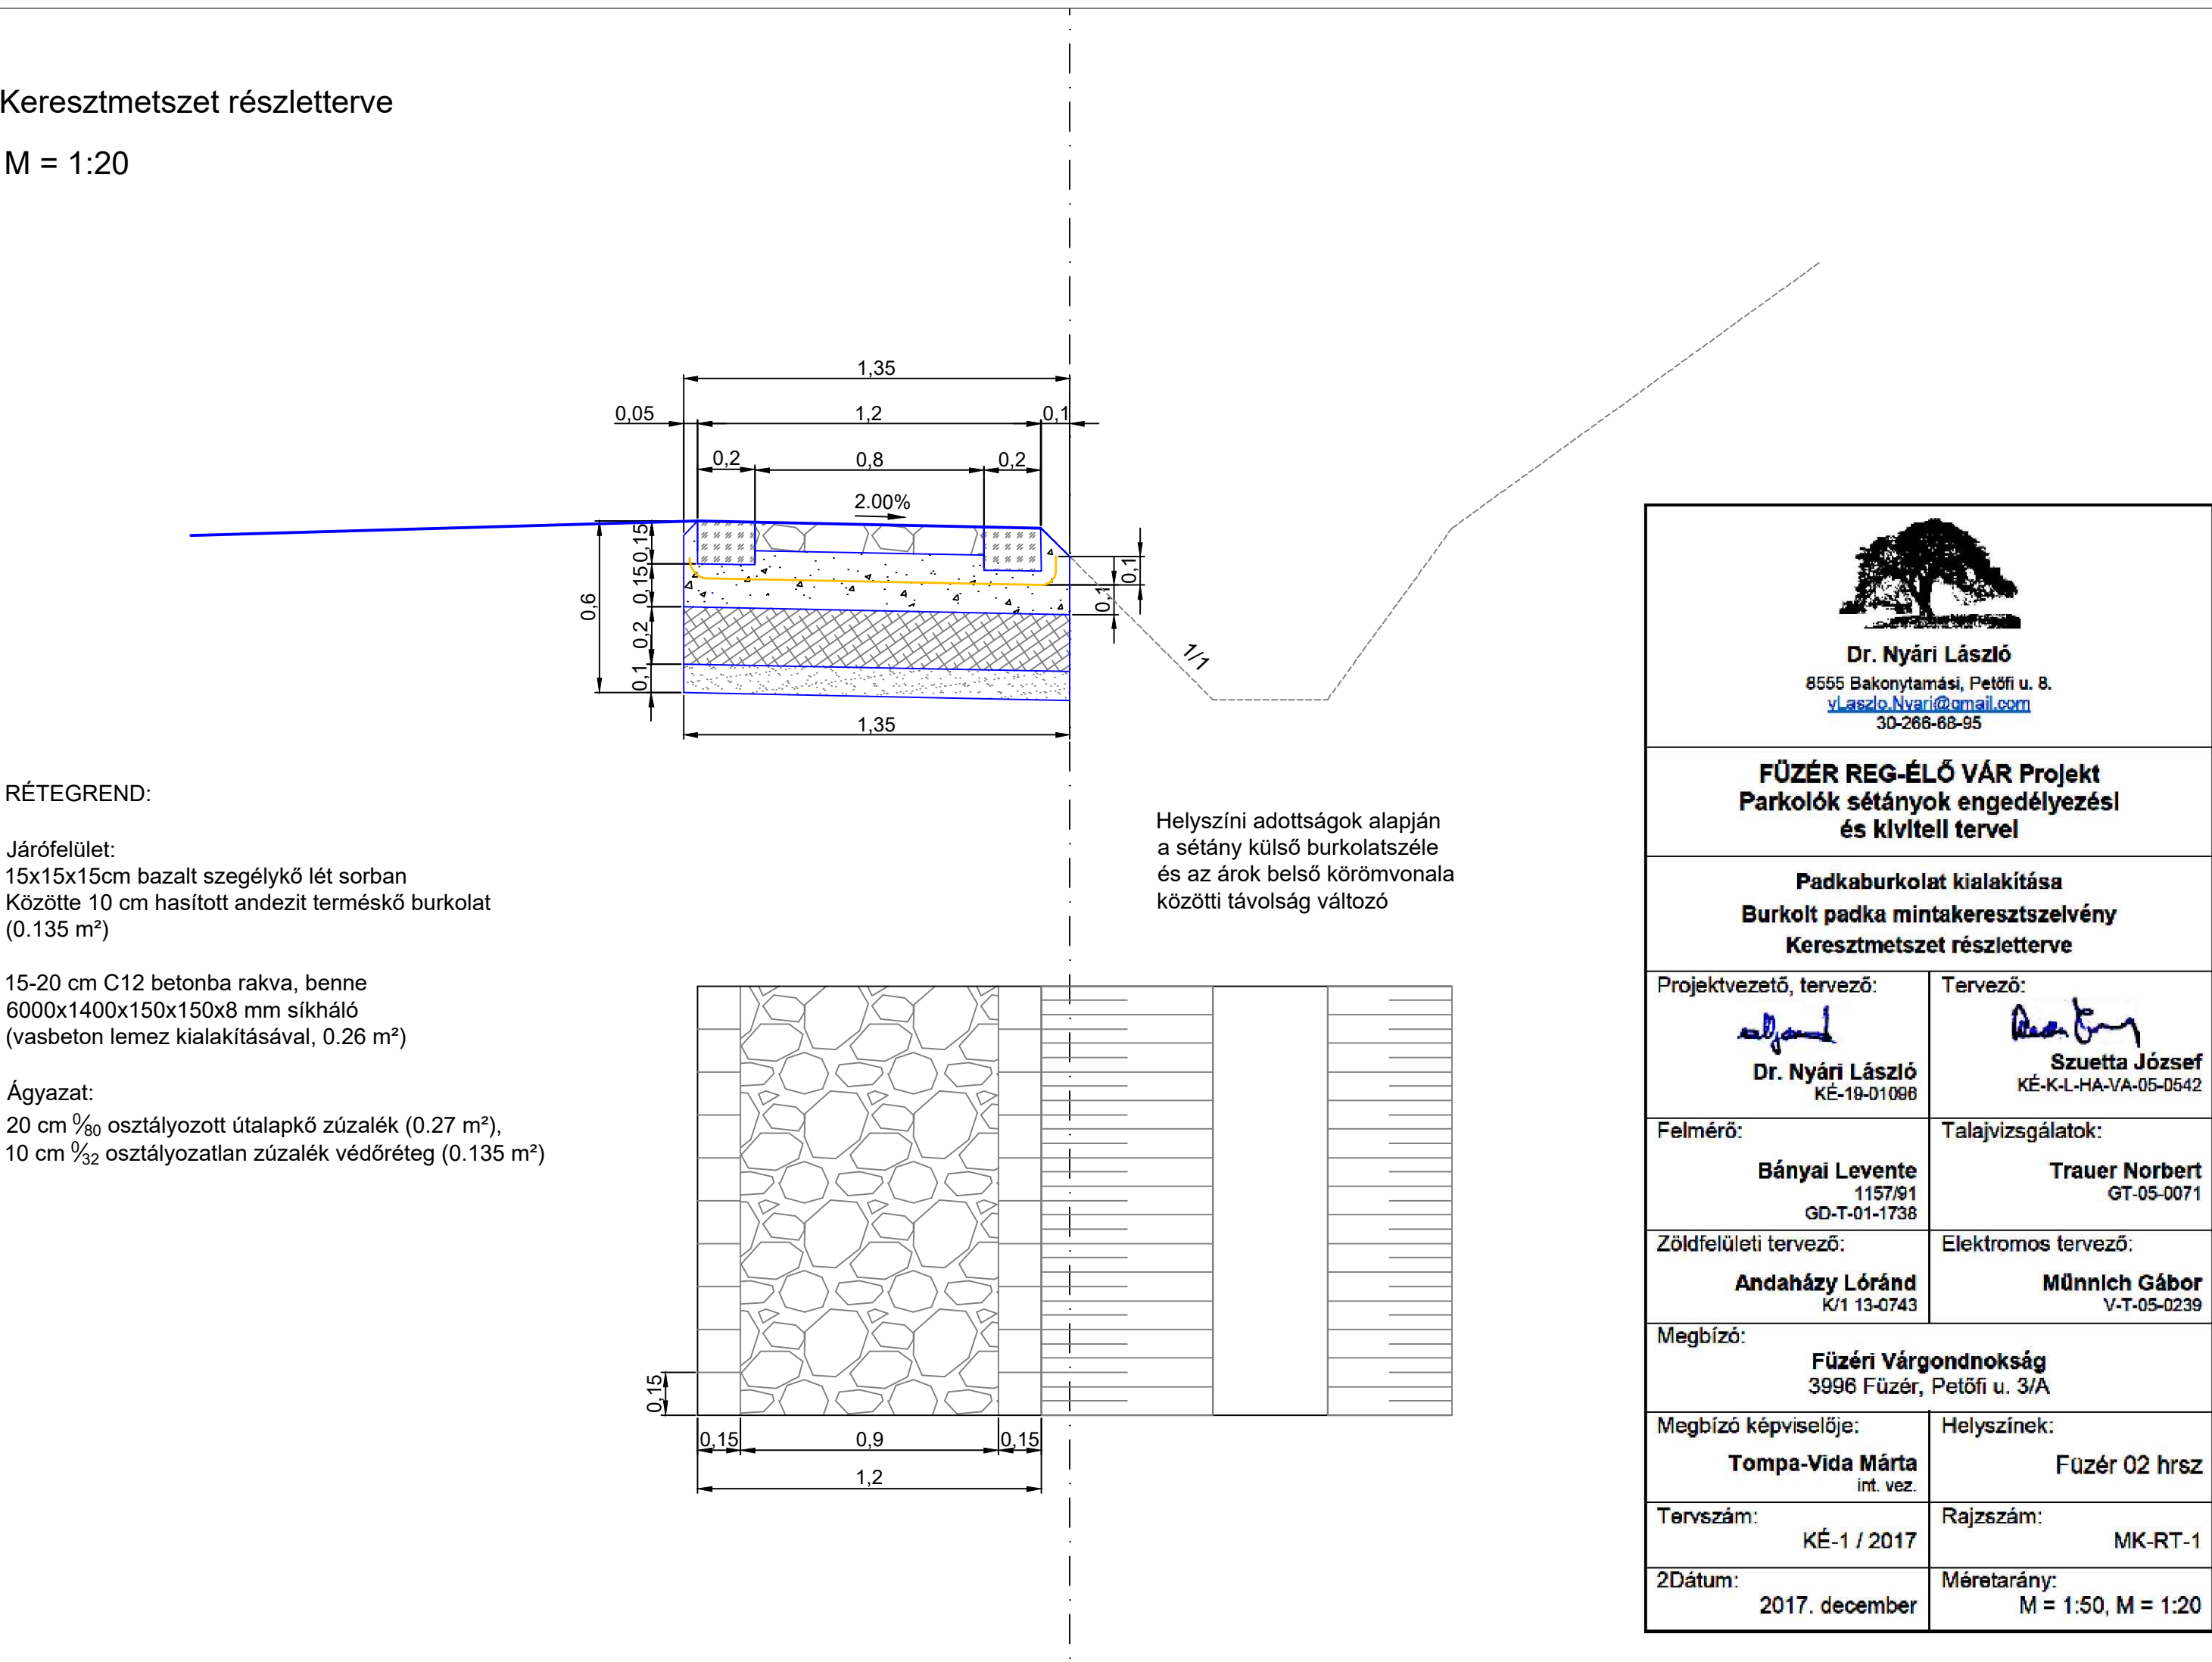 Keresztmetszet részletterve
M = 1:20
1,35
0,05
1,2
0,1
0,2
0,8
0,2
2.00%
0,15
0,15
0,6
0,2
0,1
0,1
0,1
1/1
1,35
RÉTEGREND:
Járófelület:
15x15x15cm bazalt szegélykő lét sorban
Közötte 10 cm hasított andezit terméskő burkolat
(0.135 m²)
15-20 cm C12 betonba rakva, benne
6000x1400x150x150x8 mm síkháló
(vasbeton lemez kialakításával, 0.26 m²)
Ágyazat:
20 cm 0/80 osztályozott útalapkő zúzalék (0.27 m²),
10 cm 0/32 osztályozatlan zúzalék védőréteg (0.135 m²)
Helyszíni adottságok alapján
a sétány külső burkolatszéle
és az árok belső körömvonala
közötti távolság változó
0,15
0,15
0,9
0,15
1,2
Dr. Nyári László
8555 Bakonytamási, Petőfi u. 8.
vLaszlo.Nyari@gmail.com
30-266-68-95
FÜZÉR REG-ÉLŐ VÁR Projekt
Parkolók sétányok engedélyezési
és kiviteli tervei
Padkaburkolat kialakítása
Burkolt padka mintakeresztszelvény
Keresztmetszet részletterve
Projektvezető, tervező:
Dr. Nyári László
KÉ-19-01096
Tervező:
Szuetta József
KÉ-K-L-HA-VA-05-0542
Felmérő:
Bányai Levente
1157/91
GD-T-01-1738
Talajvizsgálatok:
Trauer Norbert
GT-05-0071
Zöldfelületi tervező:
Andaházy Lóránd
K/1 13-0743
Elektromos tervező:
Münnich Gábor
V-T-05-0239
Megbízó:
Füzéri Várgondnokság
3996 Füzér, Petőfi u. 3/A
Megbízó képviselője:
Tompa-Vida Márta
int. vez.
Helyszínek:
Füzér 02 hrsz
Tervszám:
KÉ-1 / 2017
Rajzszám:
MK-RT-1
2Dátum:
2017. december
Méretarány:
M = 1:50, M = 1:20